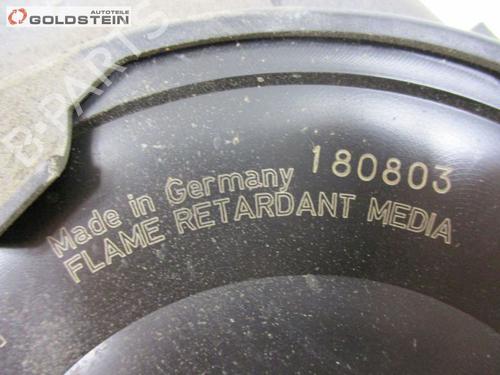 AUTOTEILE
GOLDSTEIN
B-PARTS
Made in Germany 180803
FLAME RETARDANT MEDIA